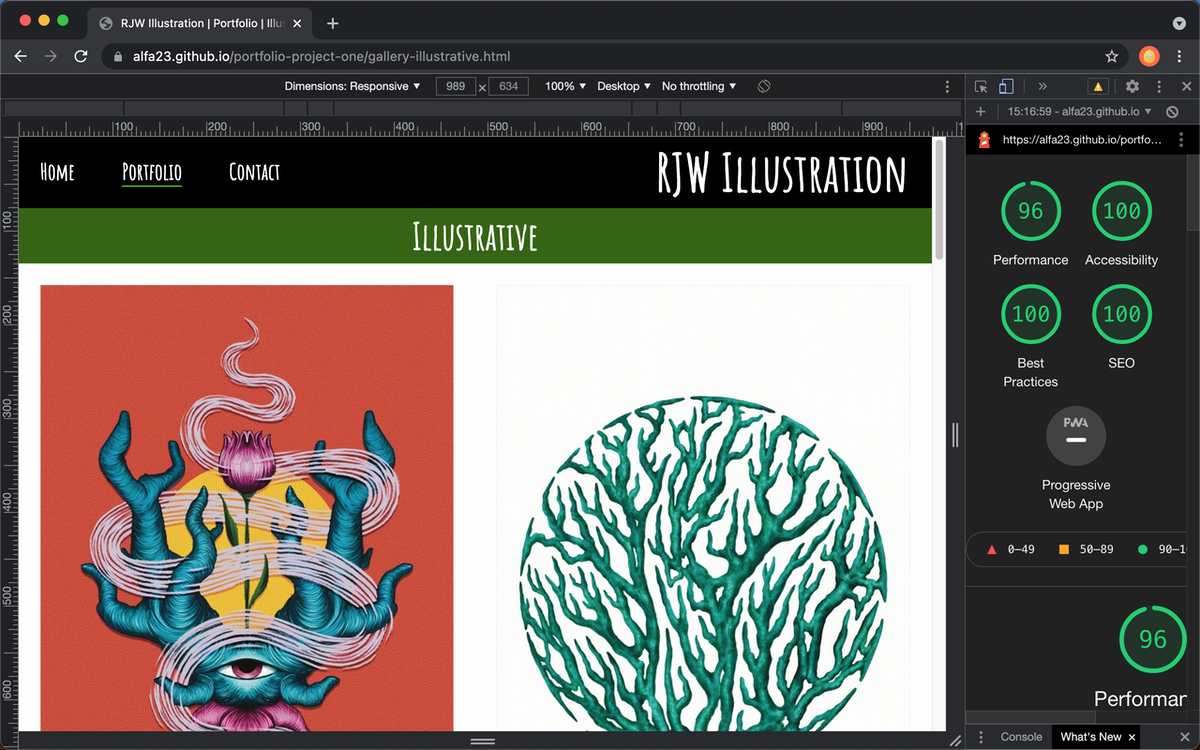 RJW Illustration | Portfolio | Illus
alfa23.github.io/portfolio-project-one/gallery-illustrative.html
Dimensions: Responsive 989 634 100% Desktop No throttling
15:16:59 - alfa23.github.io
100 200 300 400 500 600 700 800 900 1
https://alfa23.github.io/portfo...
Home Portfolio Contact
RJW Illustration
Illustrative
100
200
300
400
500
600
96
Performance
100
Accessibility
100
Best
Practices
100
SEO
PWA
Progressive
Web App
0–49 50–89 90–1
96
Performar
Console What's New